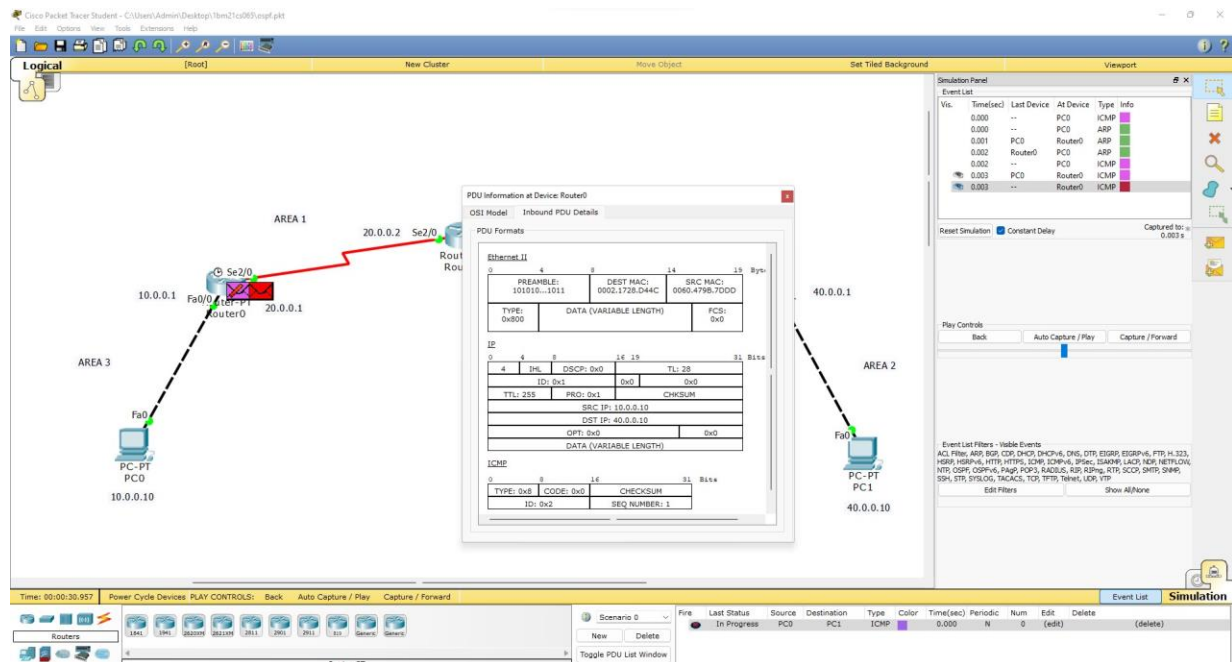 Cisco Packet Tracer Student - C:\Users\Admin\Desktop\1bm21cs065\ospf.pkt
File Edit Options View Tools Extensions Help
Logical [Root] New Cluster Move Object Set Tiled Background Viewport
AREA 1
20.0.0.2 Se2/0
Se2/0
10.0.0.1 Fa0/0
20.0.0.1
Router0
AREA 3
Fa0
PC-PT
PC0
10.0.0.10
40.0.0.1
AREA 2
Fa0
PC-PT
PC1
40.0.0.10
PDU Information at Device: Router0
OSI Model Inbound PDU Details
PDU Formats
Ethernet II
0 4 8 14 19
PREAMBLE: DEST MAC: SRC MAC:
101010...1011 0002.1728.D44C 0060.479B.7DDD
TYPE: DATA (VARIABLE LENGTH) FCS:
0x800 0x0
IP
0 4 8 16 19 31 Bits
4 IHL DSCP: 0x0 TL: 28
ID: 0x1 0x0 0x0
TTL: 255 PRO: 0x1 CHKSUM
SRC IP: 10.0.0.10
DST IP: 40.0.0.10
OPT: 0x0 0x0
DATA (VARIABLE LENGTH)
ICMP
0 8 16 31 Bits
TYPE: 0x8 CODE: 0x0 CHECKSUM
ID: 0x2 SEQ NUMBER: 1
Simulation Panel
Event List
Vis. Time(sec) Last Device At Device Type Info
0.000 -- PC0 ICMP
0.000 -- PC0 ARP
0.001 PC0 Router0 ARP
0.002 Router0 PC0 ARP
0.002 -- PC0 ICMP
0.003 PC0 Router0 ICMP
0.003 -- Router0 ICMP
Reset Simulation Constant Delay Captured to:
0.003 s
Play Controls
Back Auto Capture / Play Capture / Forward
Event List Filters - Visible Events
ACL Filter, ARP, BGP, CDP, DHCP, DHCPv6, DNS, DTP, EIGRP, EIGRPv6, FTP, H.323,
HSRP, HSRPv6, HTTP, HTTPS, ICMP, ICMPv6, IPSec, ISAKMP, LACP, NDP, NETFLOW,
NTP, OSPF, OSPFv6, PAgP, POP3, RADIUS, RIP, RIPng, RTP, SCCP, SMTP, SNMP,
SSH, STP, SYSLOG, TACACS, TCP, TFTP, Telnet, UDP, VTP
Edit Filters Show All/None
Time: 00:00:30.957 Power Cycle Devices PLAY CONTROLS: Back Auto Capture / Play Capture / Forward Event List Simulation
Routers
1841 1941 2620XM 2621XM 2811 2901 2911 819 Generic Generic
Scenario 0
New Delete
Toggle PDU List Window
Fire Last Status Source Destination Type Color Time(sec) Periodic Num Edit Delete
In Progress PC0 PC1 ICMP 0.000 N 0 (edit) (delete)